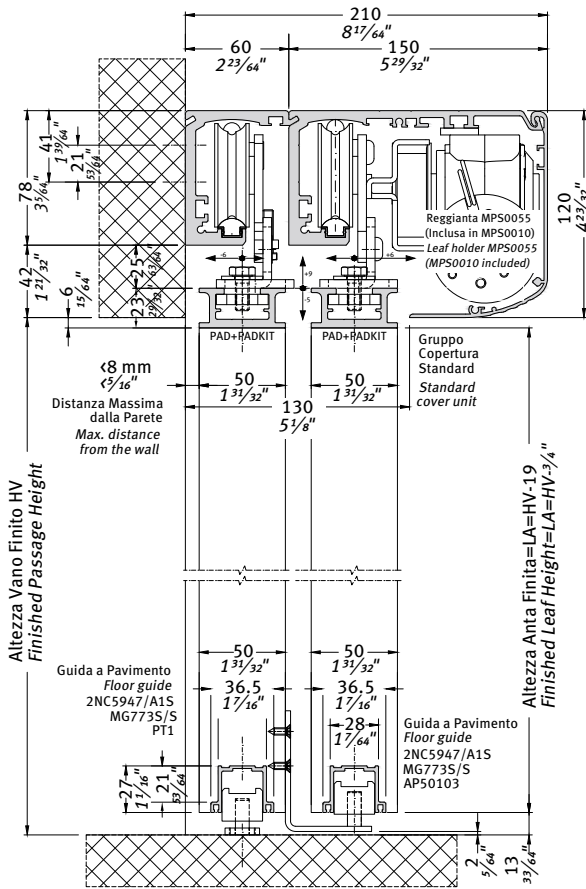 210
8 17/64"
60
2 23/64"
150
5 29/32"
41
1 39/64"
21
53/64"
78
3 5/64"
120
4 23/32"
Reggianta MPS0055
(Inclusa in MPS0010)
Leaf holder MPS0055
(MPS0010 included)
42
1 21/32"
25
63/64"
6
15/64"
23
29/32"
-6
+9
-5
+6
PAD+PADKIT
PAD+PADKIT
Gruppo
Copertura
Standard
Standard
cover unit
<8 mm
<5/16"
Distanza Massima
dalla Parete
Max. distance
from the wall
50
1 31/32"
50
1 31/32"
130
5 1/8"
Altezza Vano Finito HV
Finished Passage Height
Altezza Anta Finita=LA=HV-19
Finished Leaf Height=LA=HV-3/4"
50
1 31/32"
50
1 31/32"
Guida a Pavimento
Floor guide
2NC5947/A1S
MG773S/S
PT1
36.5
1 7/16"
36.5
1 7/16"
28
1 7/64"
Guida a Pavimento
Floor guide
2NC5947/A1S
MG773S/S
AP50103
27
1 1/16"
21
53/64"
2
5/64"
13
33/64"